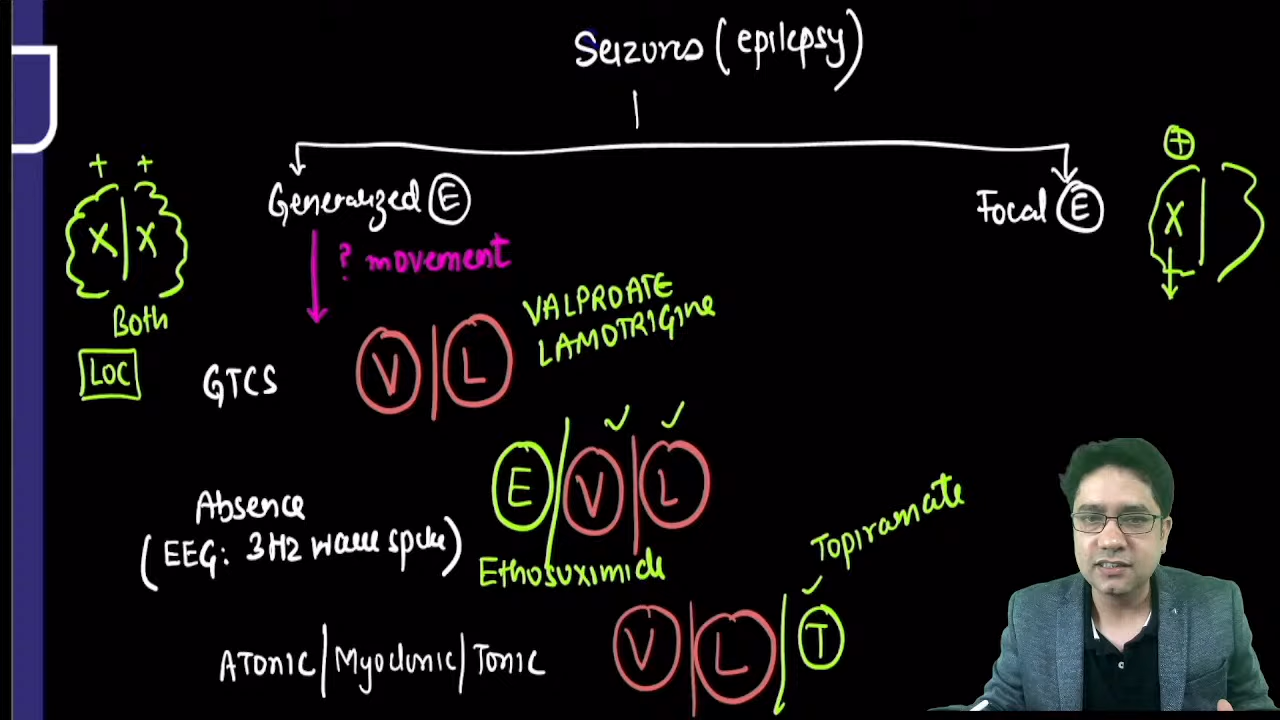 Seizures (epilepsy)
+ +
+
Generalized E
Focal E
X | X
X
? movement
Both
VALPROATE
LAMOTRIGINE
LOC
GTCS
V | L
E | V | L
Absence
(EEG: 3Hz wave spike)
Ethosuximide
Topiramate
ATONIC | Myoclonic | Tonic
V | L | T